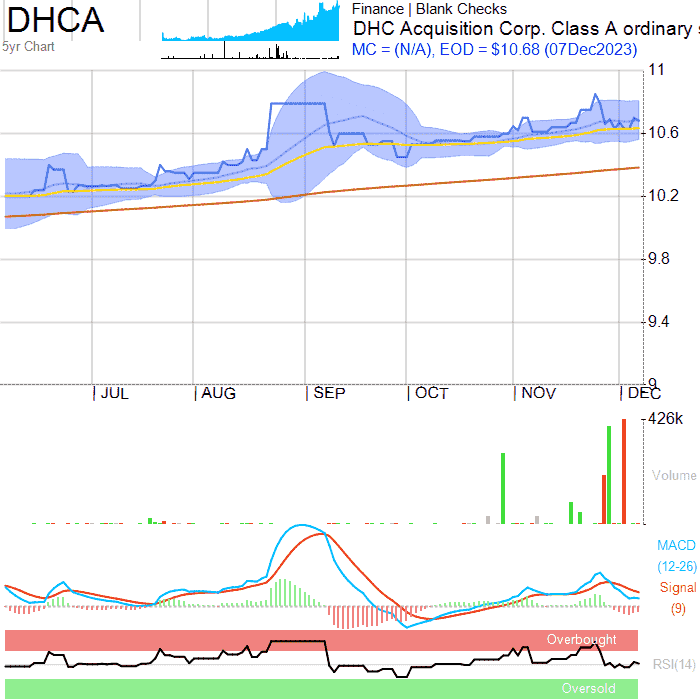 DHCA
5yr Chart
Finance | Blank Checks
DHC Acquisition Corp. Class A ordinary s
MC = (N/A), EOD = $10.68 (07Dec2023)
11
10.6
10.2
9.8
9.4
9
JUL AUG SEP OCT NOV DEC
426k
Volume
MACD
(12-26)
Signal
(9)
Overbought
RSI(14)
Oversold